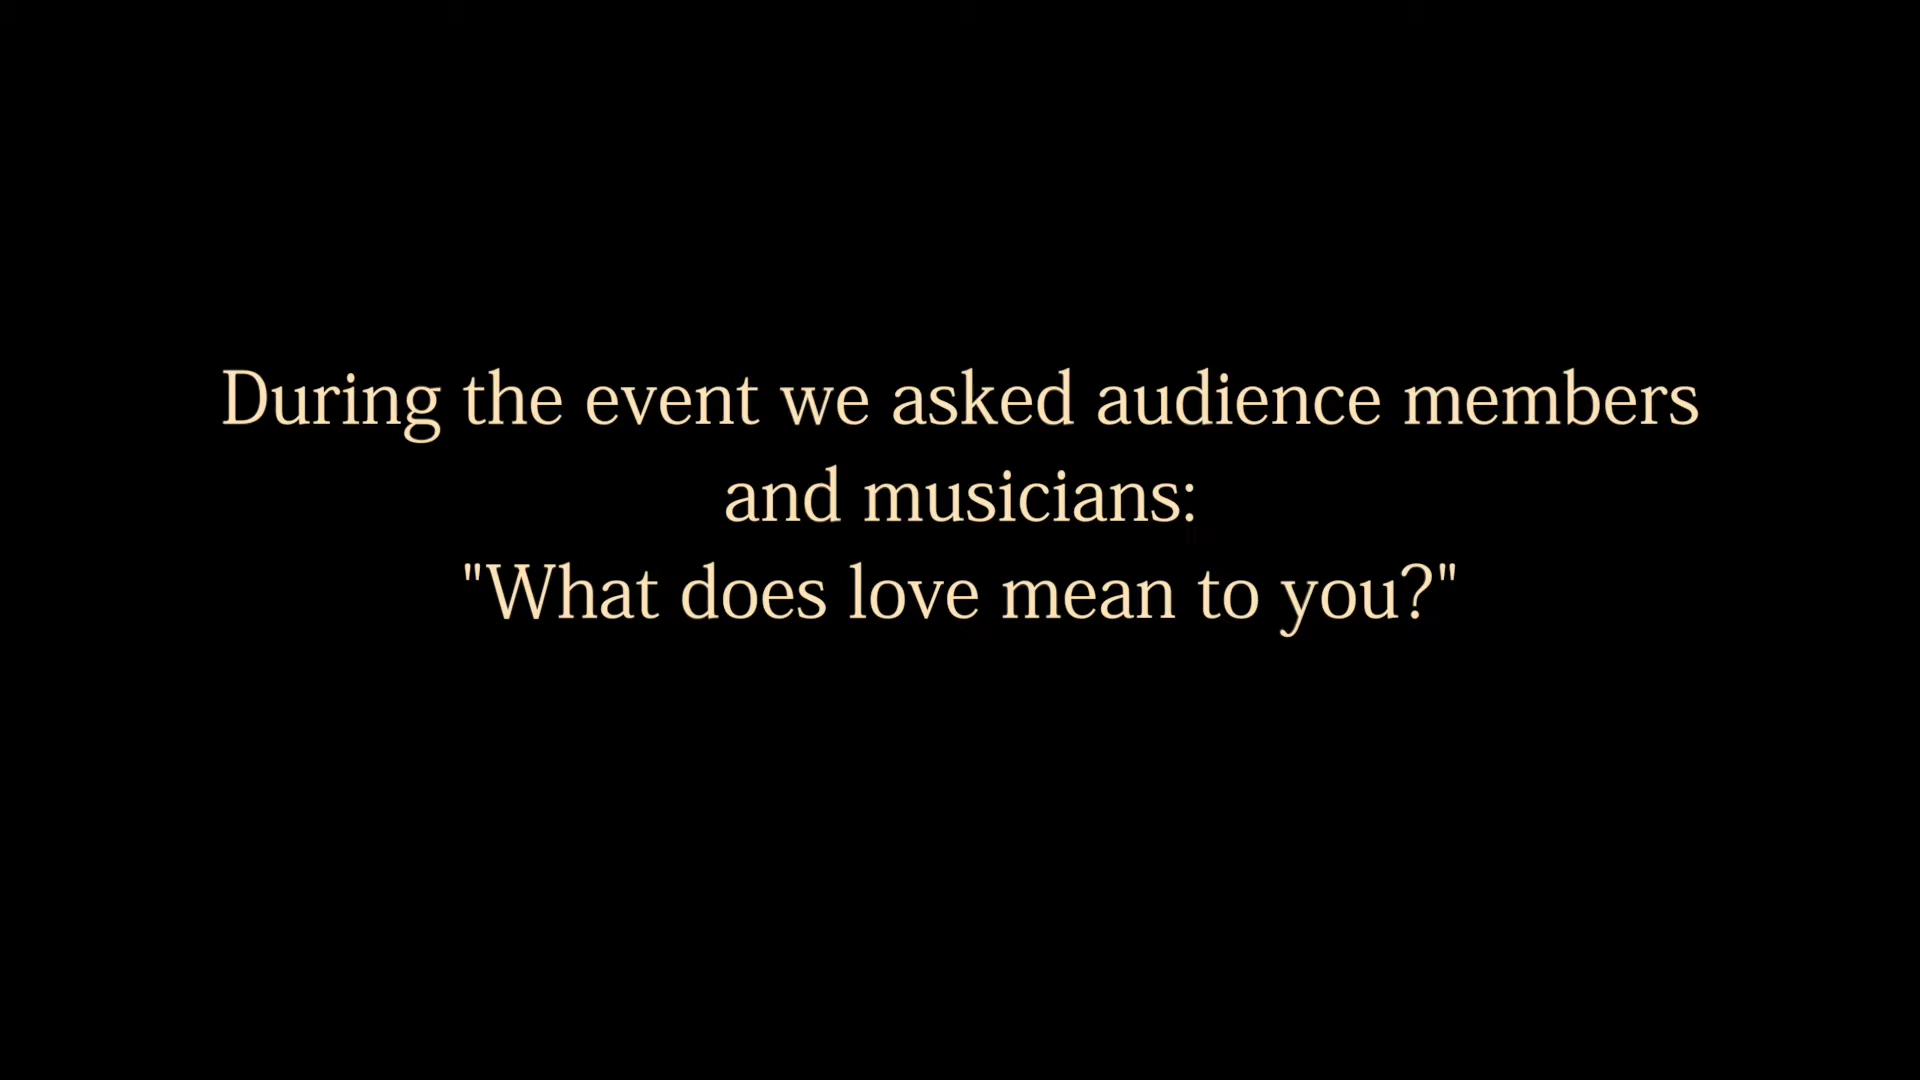 During the event we asked audience members
and musicians:
"What does love mean to you?"